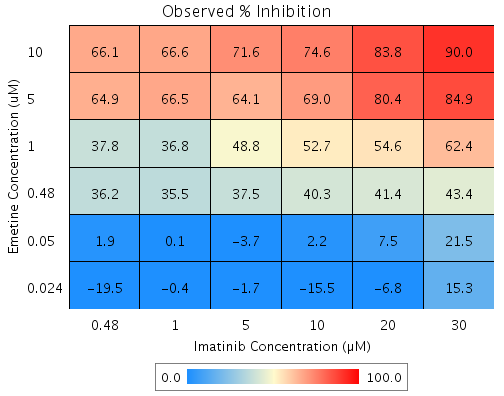 Observed % Inhibition
Emetine Concentration (uM)
10 66.1 66.6 71.6 74.6 83.8 90.0
5 64.9 66.5 64.1 69.0 80.4 84.9
1 37.8 36.8 48.8 52.7 54.6 62.4
0.48 36.2 35.5 37.5 40.3 41.4 43.4
0.05 1.9 0.1 −3.7 2.2 7.5 21.5
0.024 −19.5 −0.4 −1.7 −15.5 −6.8 15.3
0.48 1 5 10 20 30
Imatinib Concentration (μM)
0.0 100.0